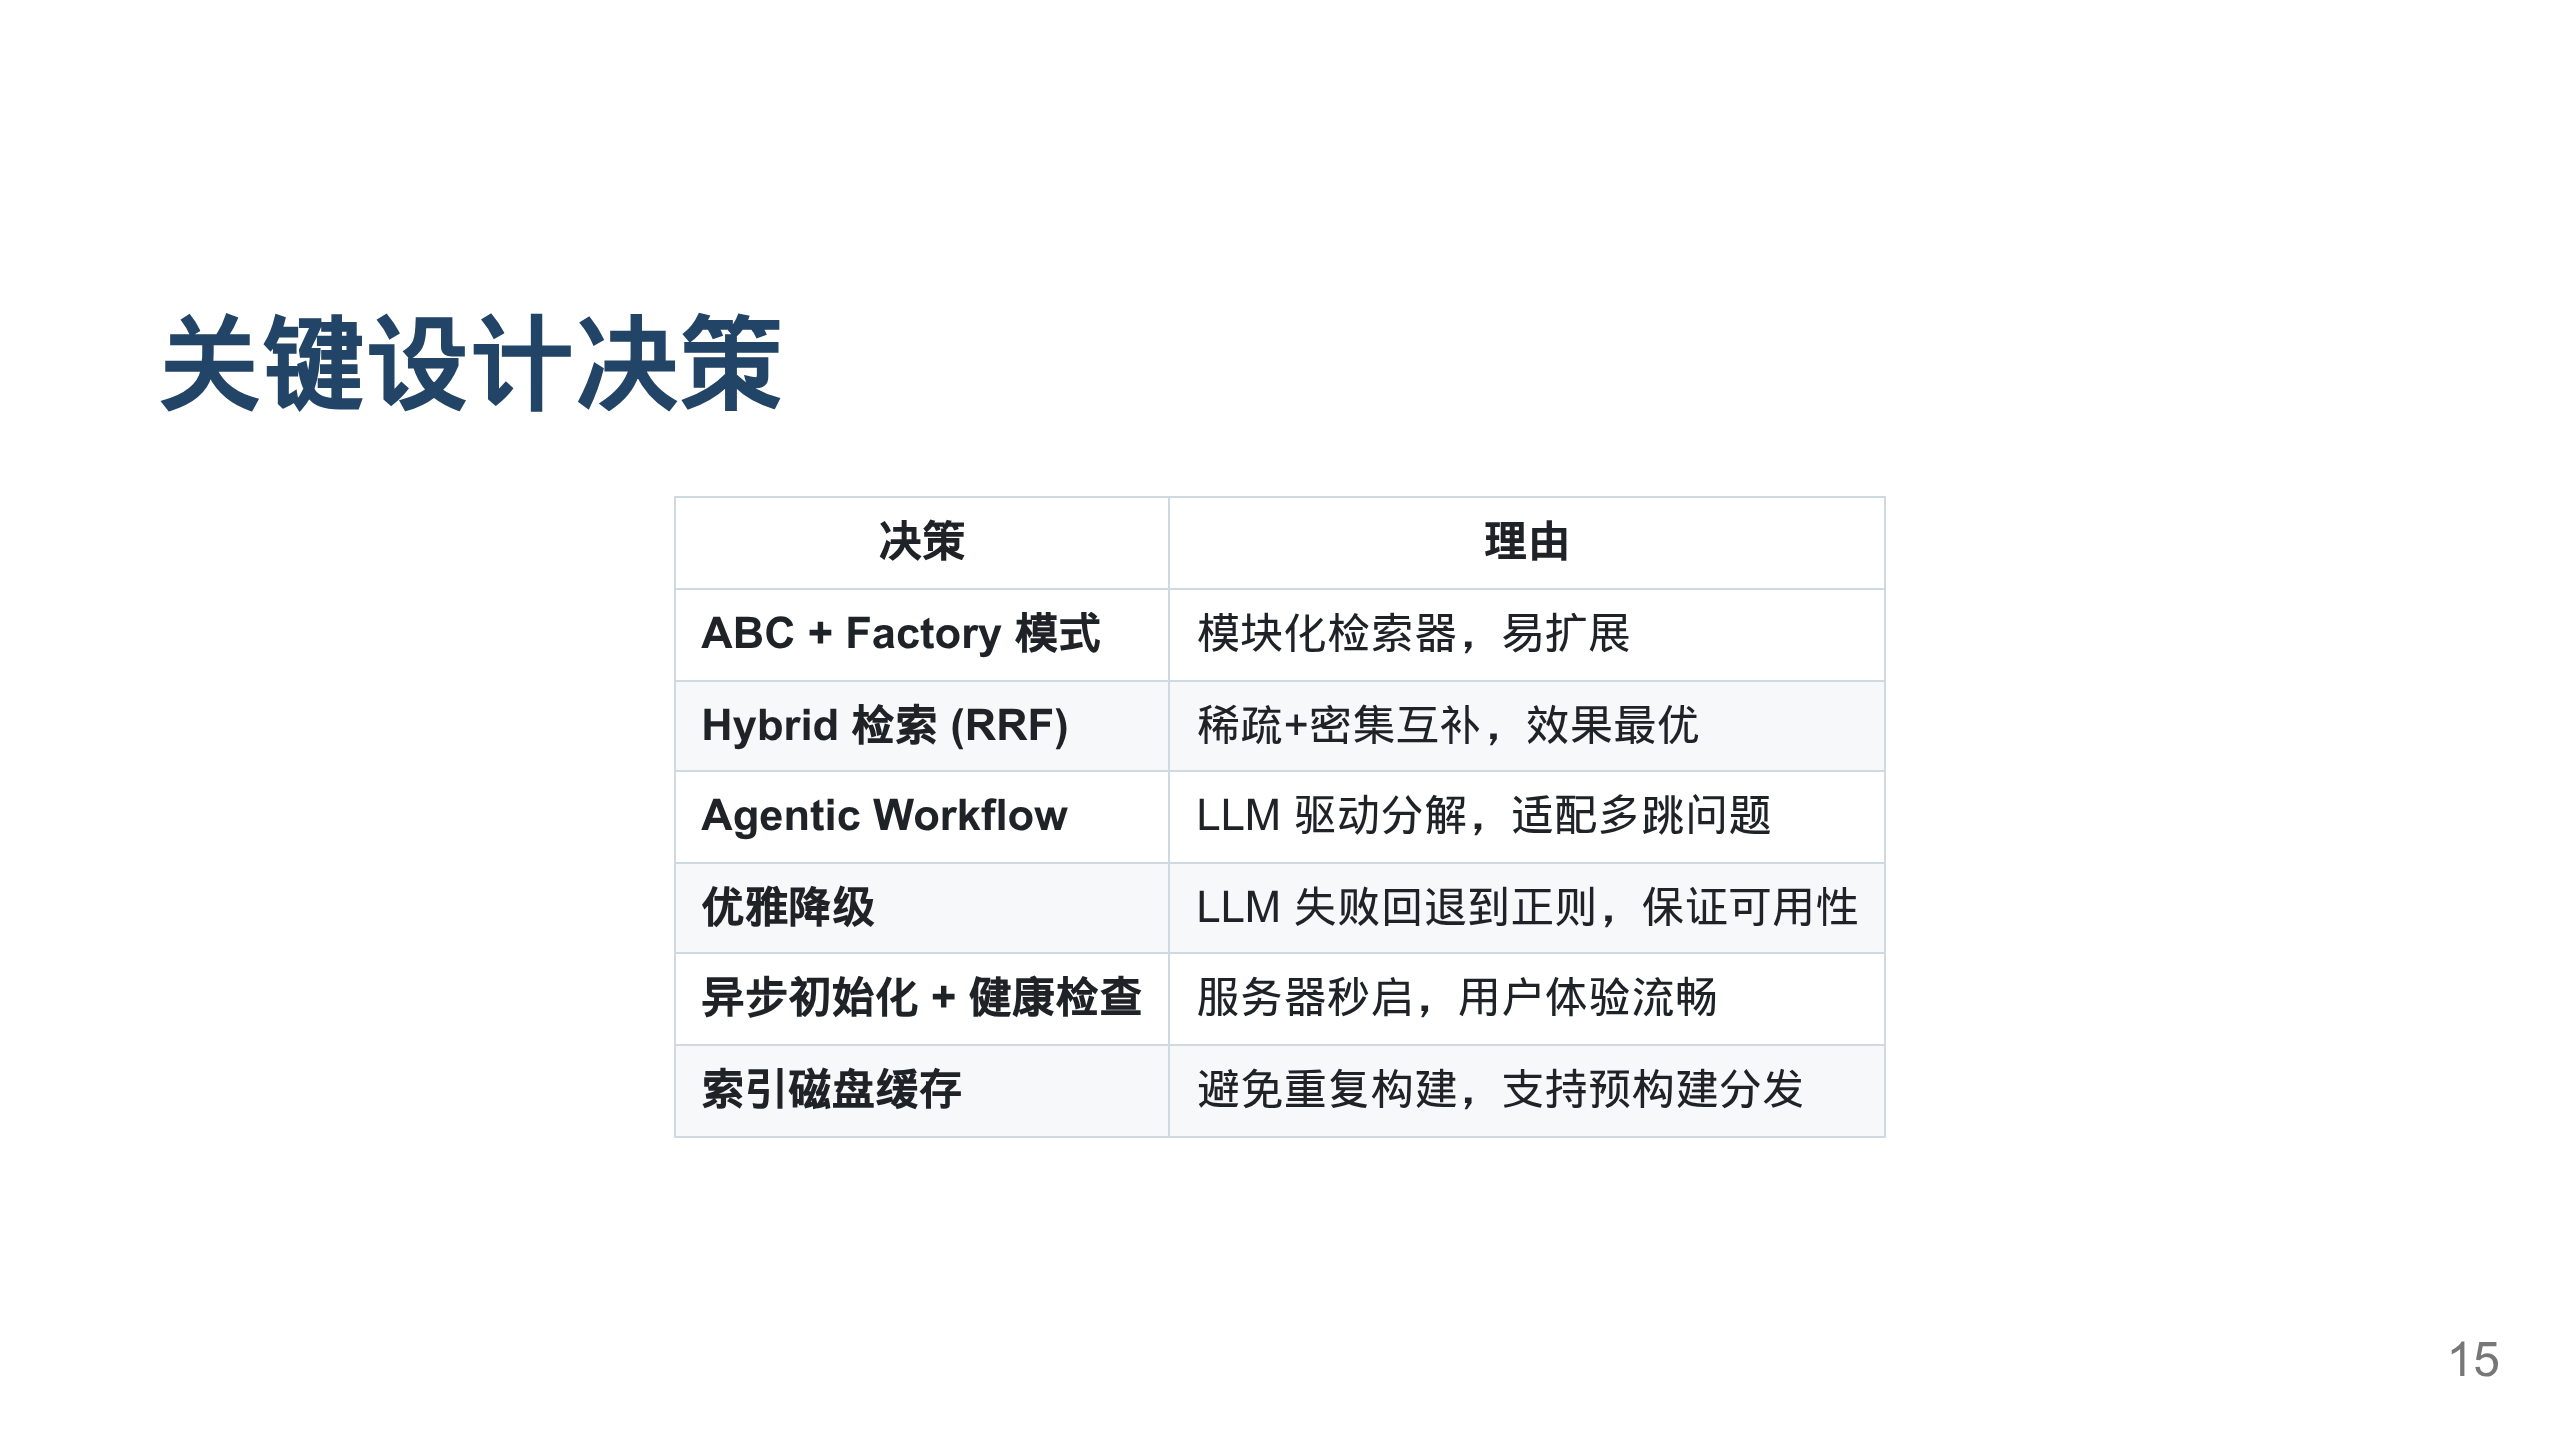 关键设计决策
决策 理由
ABC + Factory 模式 模块化检索器，易扩展
Hybrid 检索 (RRF) 稀疏+密集互补，效果最优
Agentic Workflow LLM 驱动分解，适配多跳问题
优雅降级 LLM 失败回退到正则，保证可用性
异步初始化 + 健康检查 服务器秒启，用户体验流畅
索引磁盘缓存 避免重复构建，支持预构建分发
15